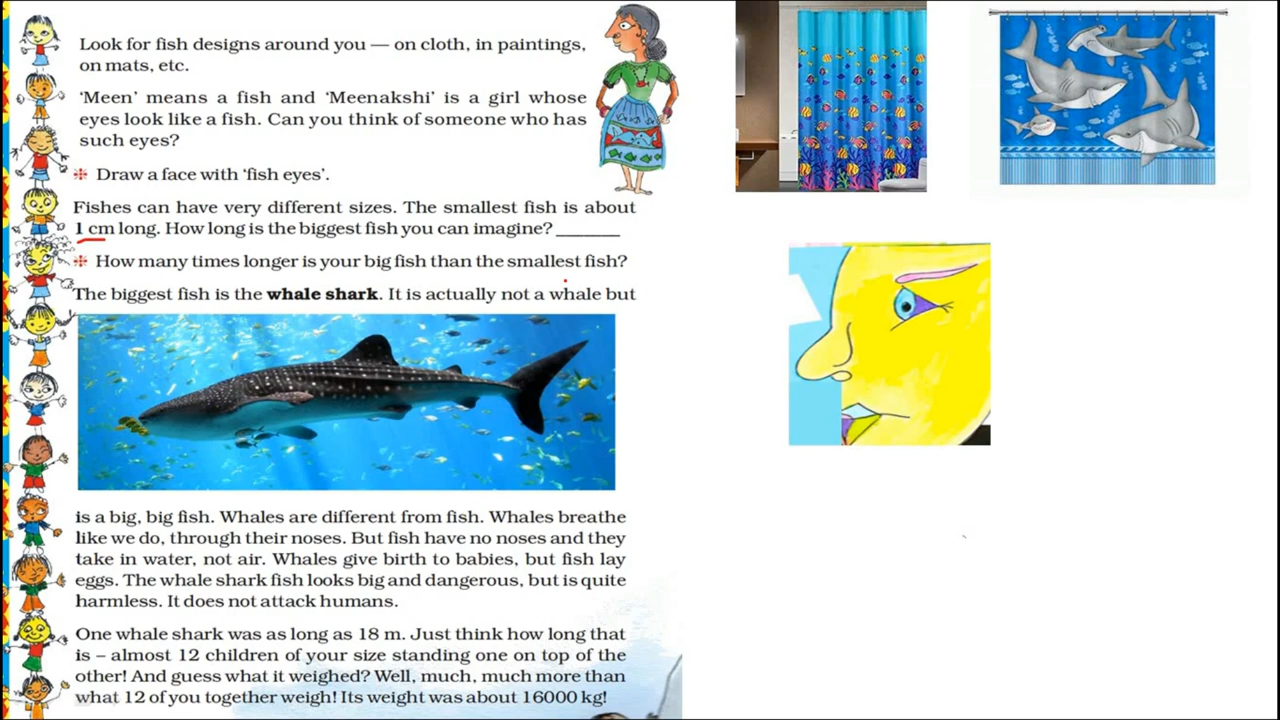 Look for fish designs around you — on cloth, in paintings,
on mats, etc.
‘Meen’ means a fish and ‘Meenakshi’ is a girl whose
eyes look like a fish. Can you think of someone who has
such eyes?
Draw a face with ‘fish eyes’.
Fishes can have very different sizes. The smallest fish is about
1 cm long. How long is the biggest fish you can imagine? _______
How many times longer is your big fish than the smallest fish?
The biggest fish is the whale shark. It is actually not a whale but
is a big, big fish. Whales are different from fish. Whales breathe
like we do, through their noses. But fish have no noses and they
take in water, not air. Whales give birth to babies, but fish lay
eggs. The whale shark fish looks big and dangerous, but is quite
harmless. It does not attack humans.
One whale shark was as long as 18 m. Just think how long that
is – almost 12 children of your size standing one on top of the
other! And guess what it weighed? Well, much, much more than
what 12 of you together weigh! Its weight was about 16000 kg!